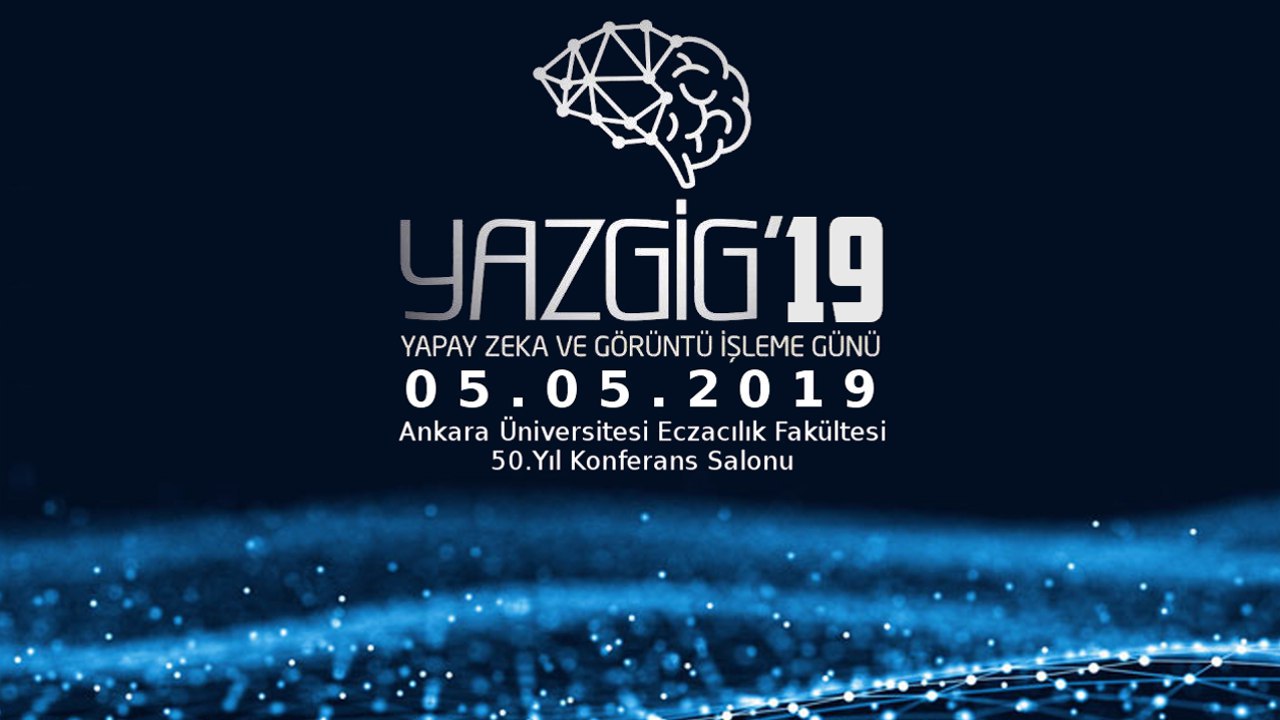 YAZGİG'19
YAPAY ZEKA VE GÖRÜNTÜ İŞLEME GÜNÜ
05.05.2019
Ankara Üniversitesi Eczacılık Fakültesi
50.Yıl Konferans Salonu